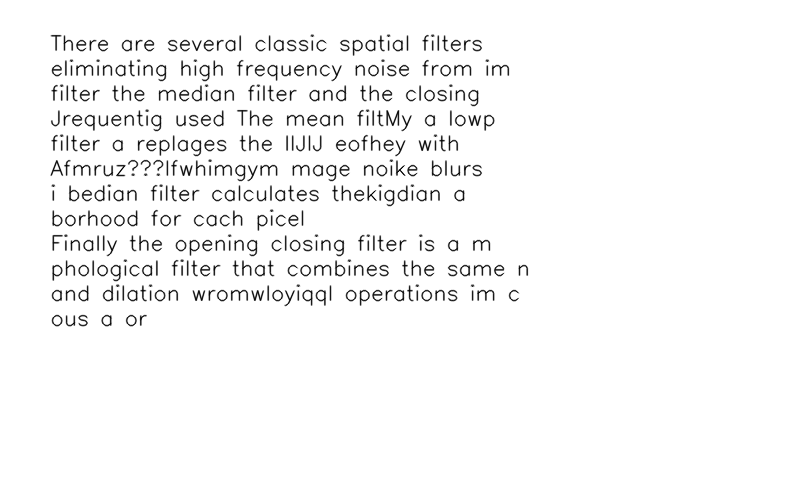 There are several classic spatial filters
eliminating high frequency noise from im
filter the median filter and the closing
Jrequentig used The mean filtMy a lowp
filter a replages the IIJIJ eofhey with
Afmruz???lfwhimgym mage noike blurs
i bedian filter calculates thekigdian a
borhood for cach picel
Finally the opening closing filter is a m
phological filter that combines the same n
and dilation wromwloyiqql operations im c
ous a or